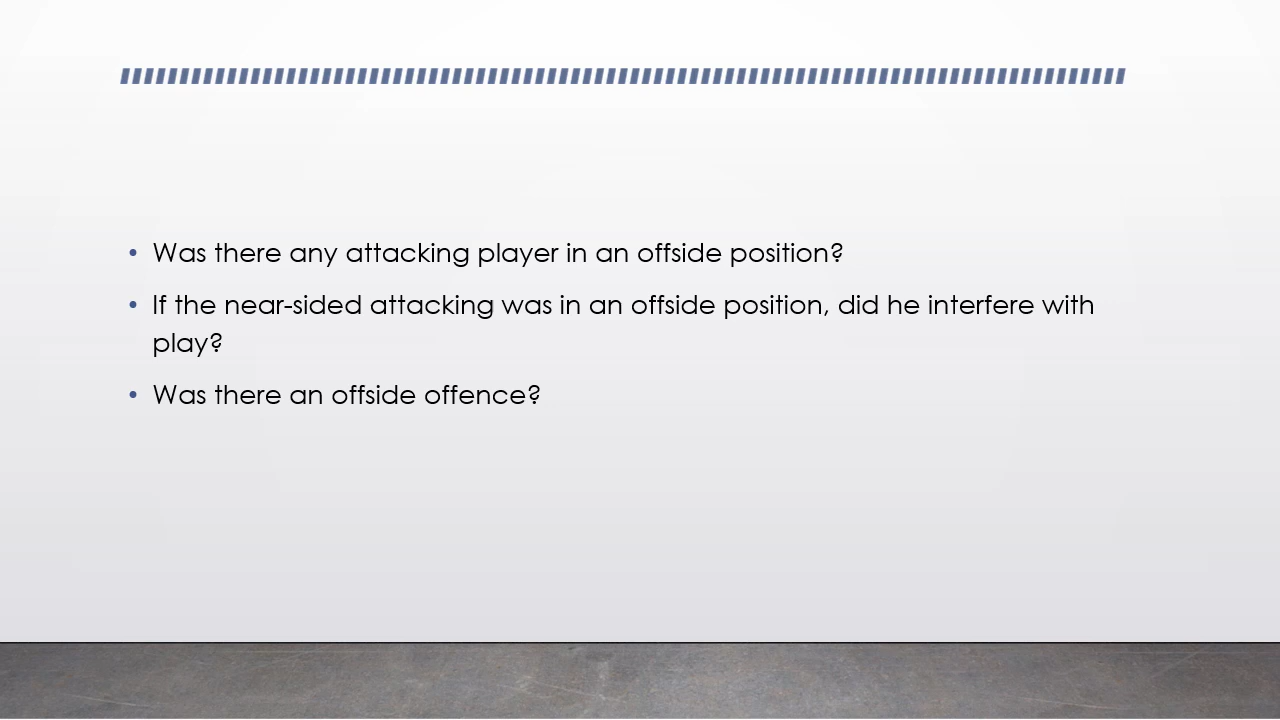 • Was there any attacking player in an offside position?
• If the near-sided attacking was in an offside position, did he interfere with
play?
• Was there an offside offence?